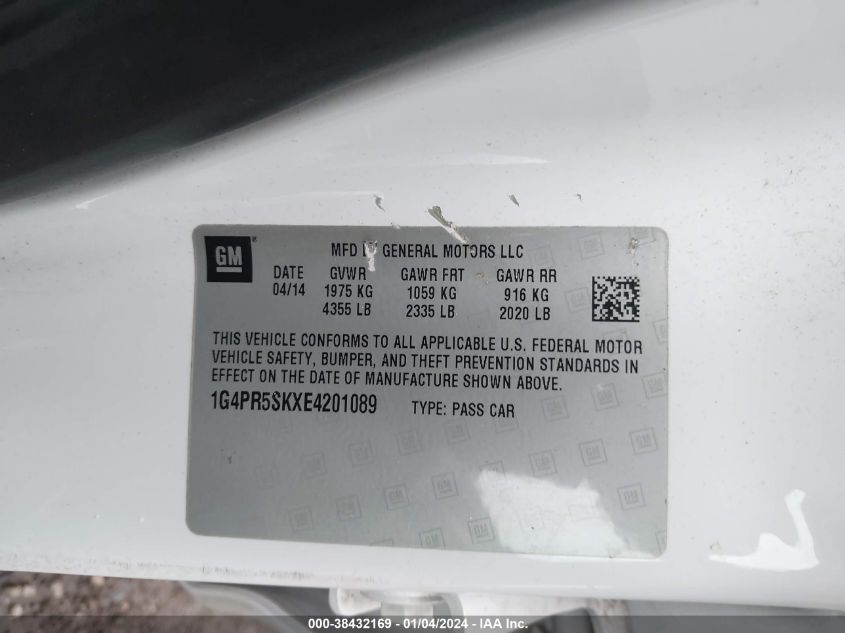 GM
MFD BY GENERAL MOTORS LLC
DATE GVWR GAWR FRT GAWR RR
04/14 1975 KG 1059 KG 916 KG
4355 LB 2335 LB 2020 LB
THIS VEHICLE CONFORMS TO ALL APPLICABLE U.S. FEDERAL MOTOR
VEHICLE SAFETY, BUMPER, AND THEFT PREVENTION STANDARDS IN
EFFECT ON THE DATE OF MANUFACTURE SHOWN ABOVE.
1G4PR5SKXE4201089 TYPE: PASS CAR
000-38432169 - 01/04/2024 - IAA Inc.